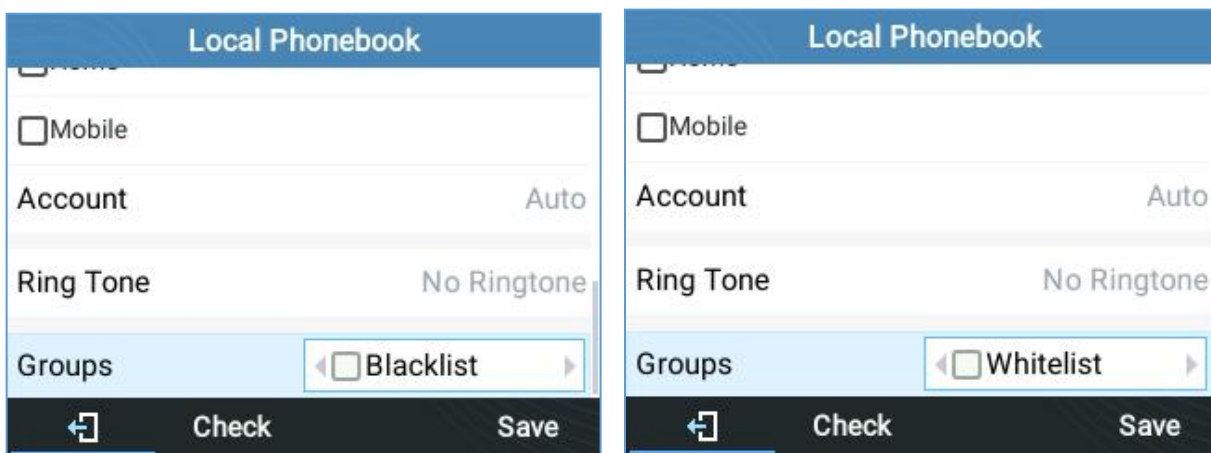 Local Phonebook
Mobile
Account Auto
Ring Tone No Ringtone
Groups Blacklist
Check Save
Local Phonebook
Mobile
Account Auto
Ring Tone No Ringtone
Groups Whitelist
Check Save